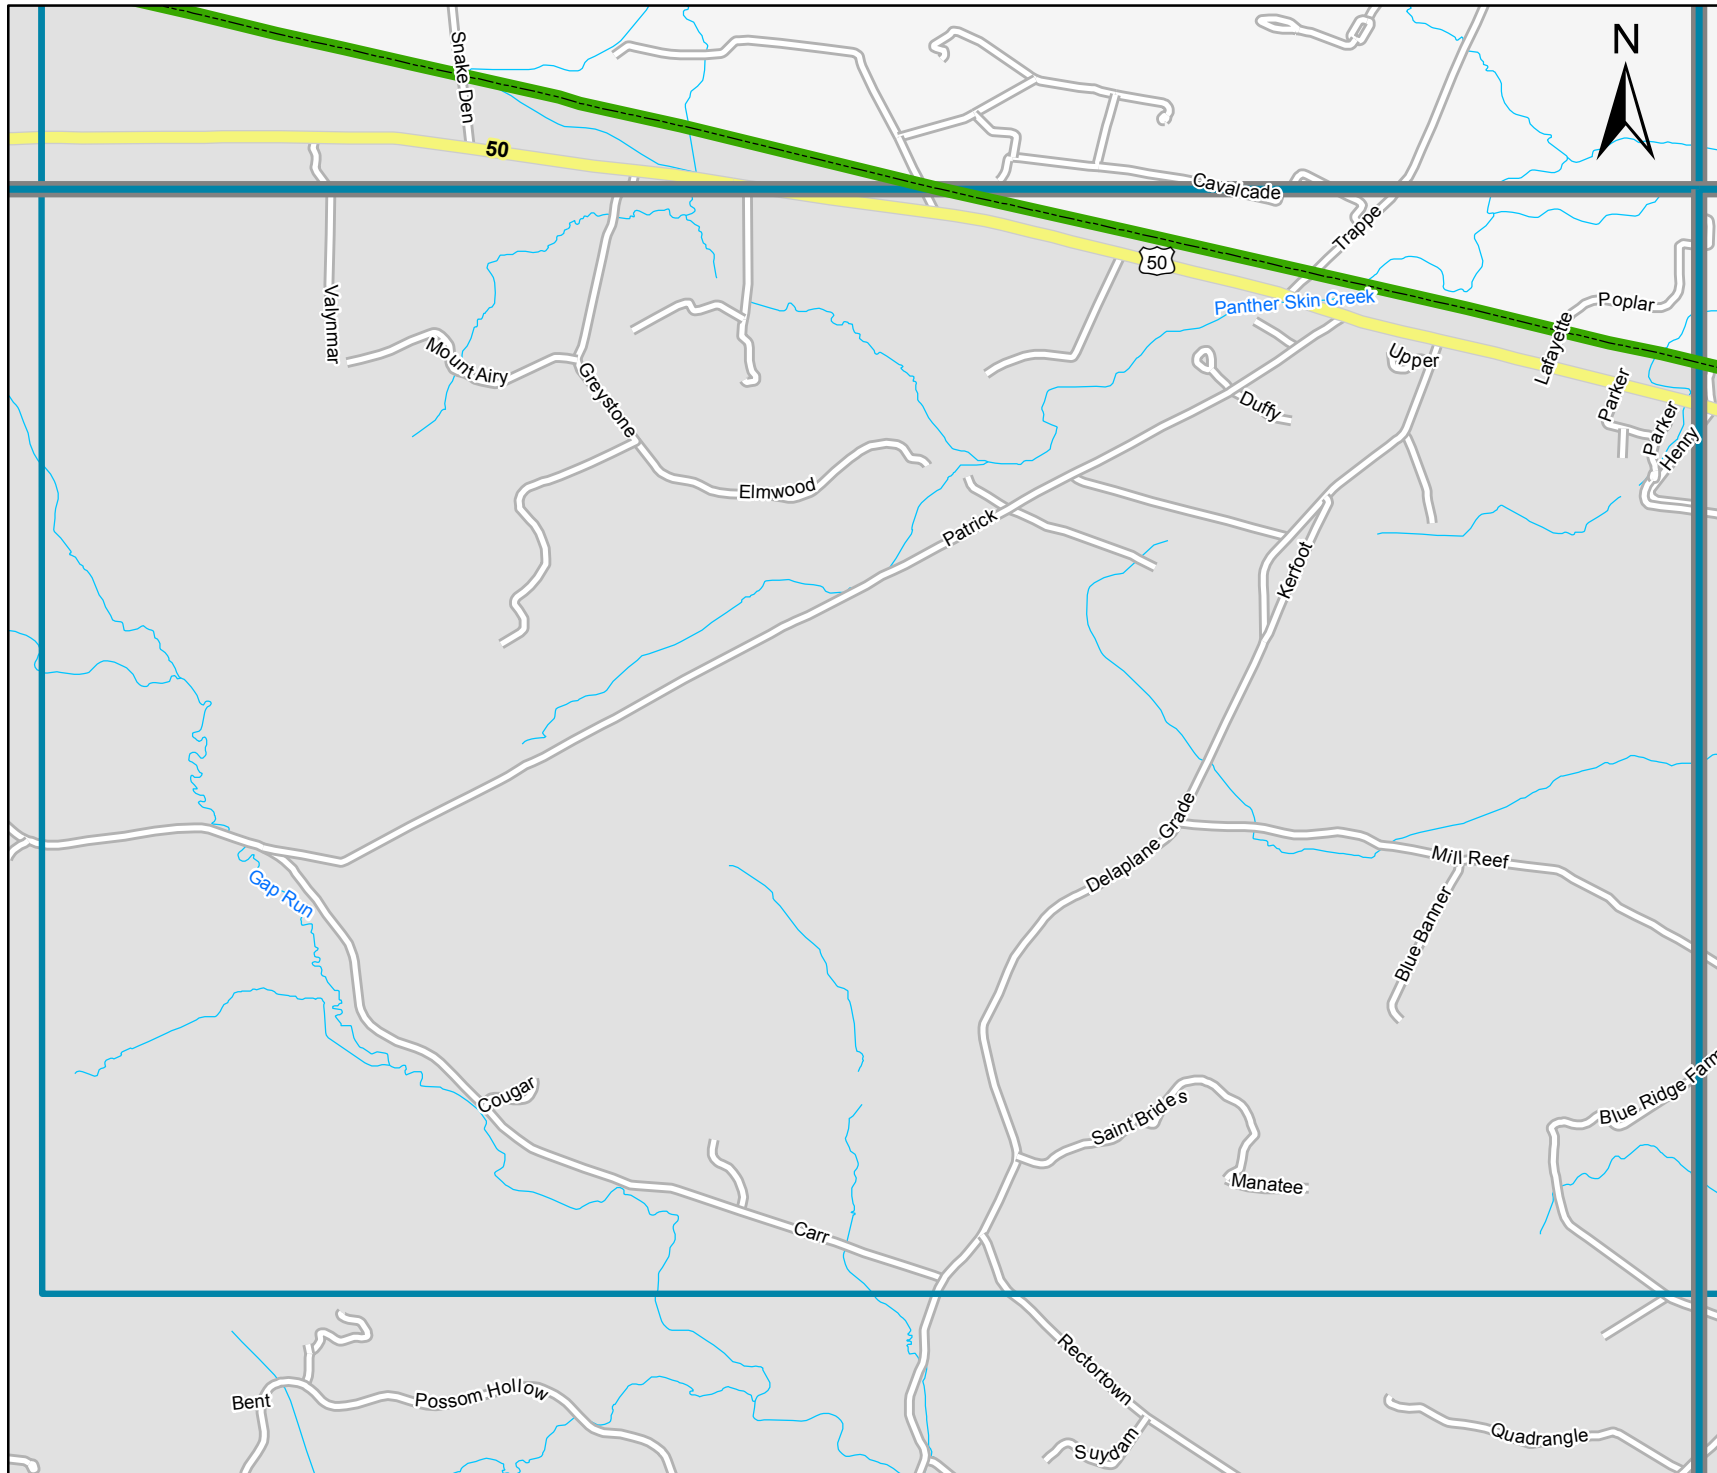 N
Snake Den
50
Cavalcade
Trappe
50
Panther Skin Creek
Poplar
Valynmar
Lafayette
Mount Airy
Upper
Greystone
Parker
Duffy
Parker
Henry
Elmwood
Patrick
Kerfoot
Delaplane Grade
Mill Reef
Gap Run
Blue Banner
Cougar
Saint Brides
Blue Ridge Farm
Manatee
Carr
Rectortown
Bent
Possom Hollow
Quadrangle
Suydam